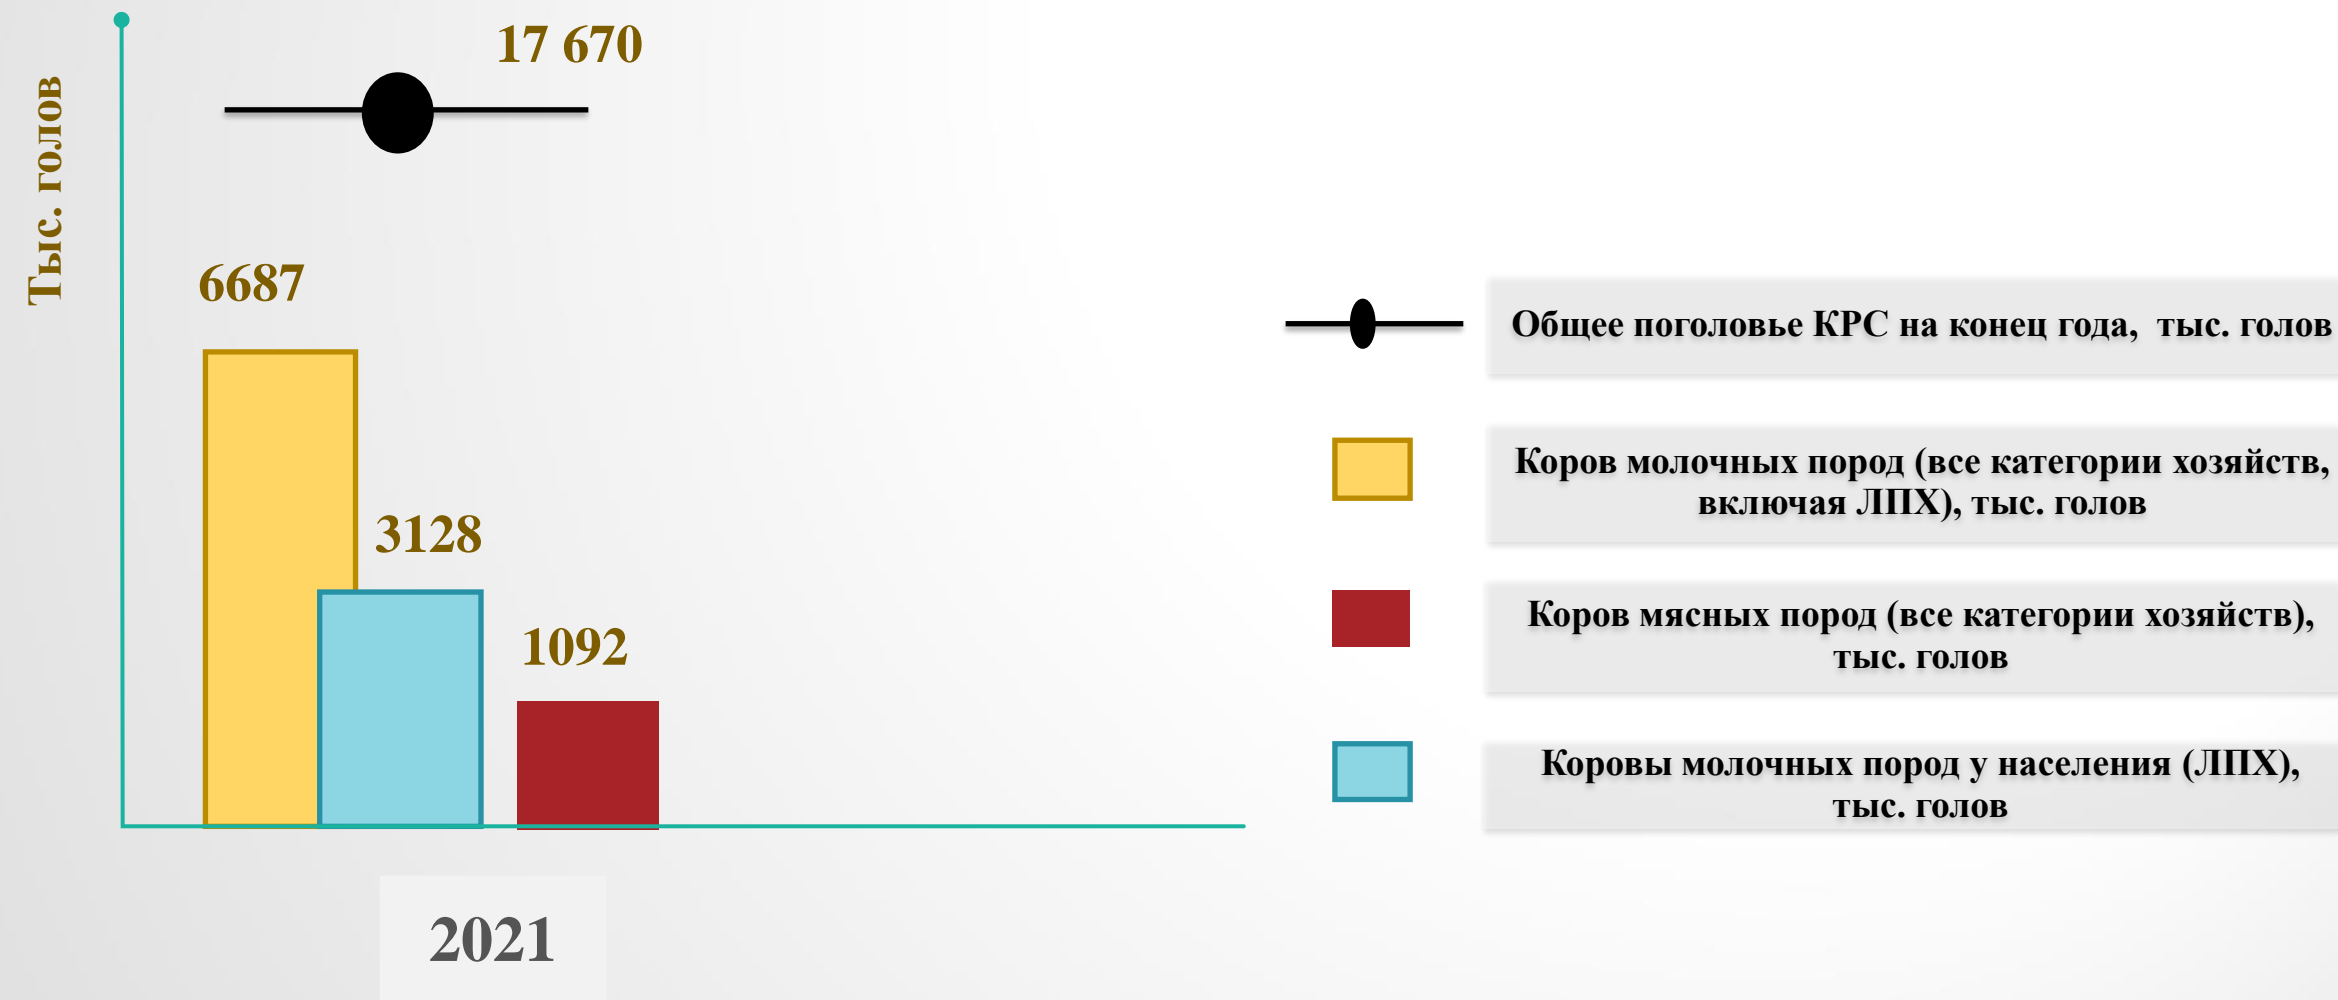 17 670
Тыс. голов
6687
3128
1092
2021
Общее поголовье КРС на конец года, тыс. голов
Коров молочных пород (все категории хозяйств,
включая ЛПХ), тыс. голов
Коров мясных пород (все категории хозяйств),
тыс. голов
Коровы молочных пород у населения (ЛПХ),
тыс. голов